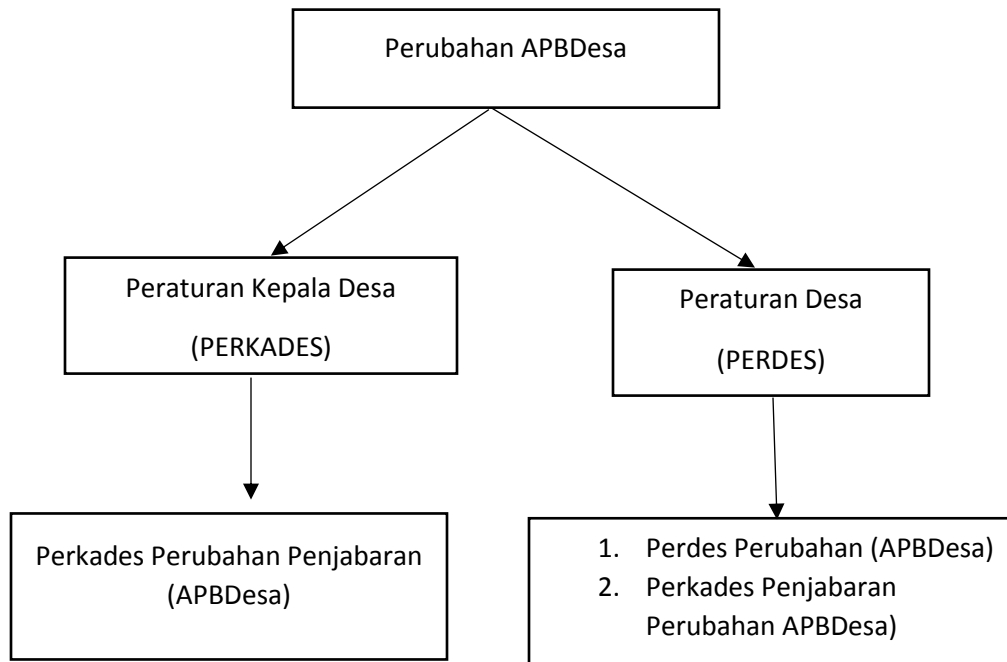 Perubahan APBDesa
Peraturan Kepala Desa
(PERKADES)
Peraturan Desa
(PERDES)
Perkades Perubahan Penjabaran
(APBDesa)
1. Perdes Perubahan (APBDesa)
2. Perkades Penjabaran
Perubahan APBDesa)